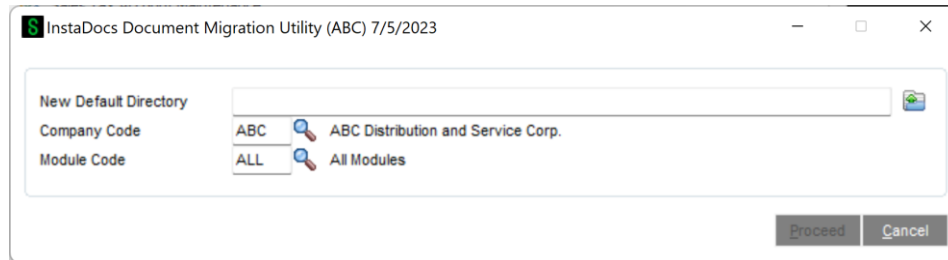 S InstaDocs Document Migration Utility (ABC) 7/5/2023
New Default Directory
Company Code ABC ABC Distribution and Service Corp.
Module Code ALL All Modules
Proceed Cancel